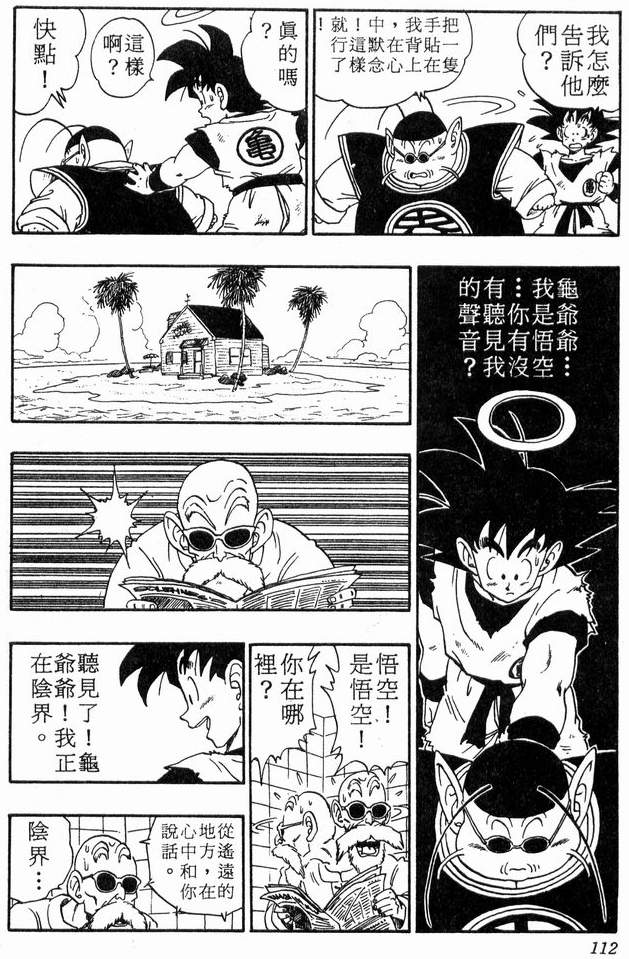 我怎麼
告訴他
們？
把一隻
手貼在
我背上
，在心
中默念
！這樣
就行了
！
眞的嗎
？
龜
這樣
啊？
快點！
龜爺爺…
我是悟空
…你有沒
有聽見我
的聲音？
悟空！
是悟空！
你在哪
裡？
聽見了！龜
爺爺！我正
在陰界。
從遙遠的
地方，在
心中和你
說話。
陰界…
112